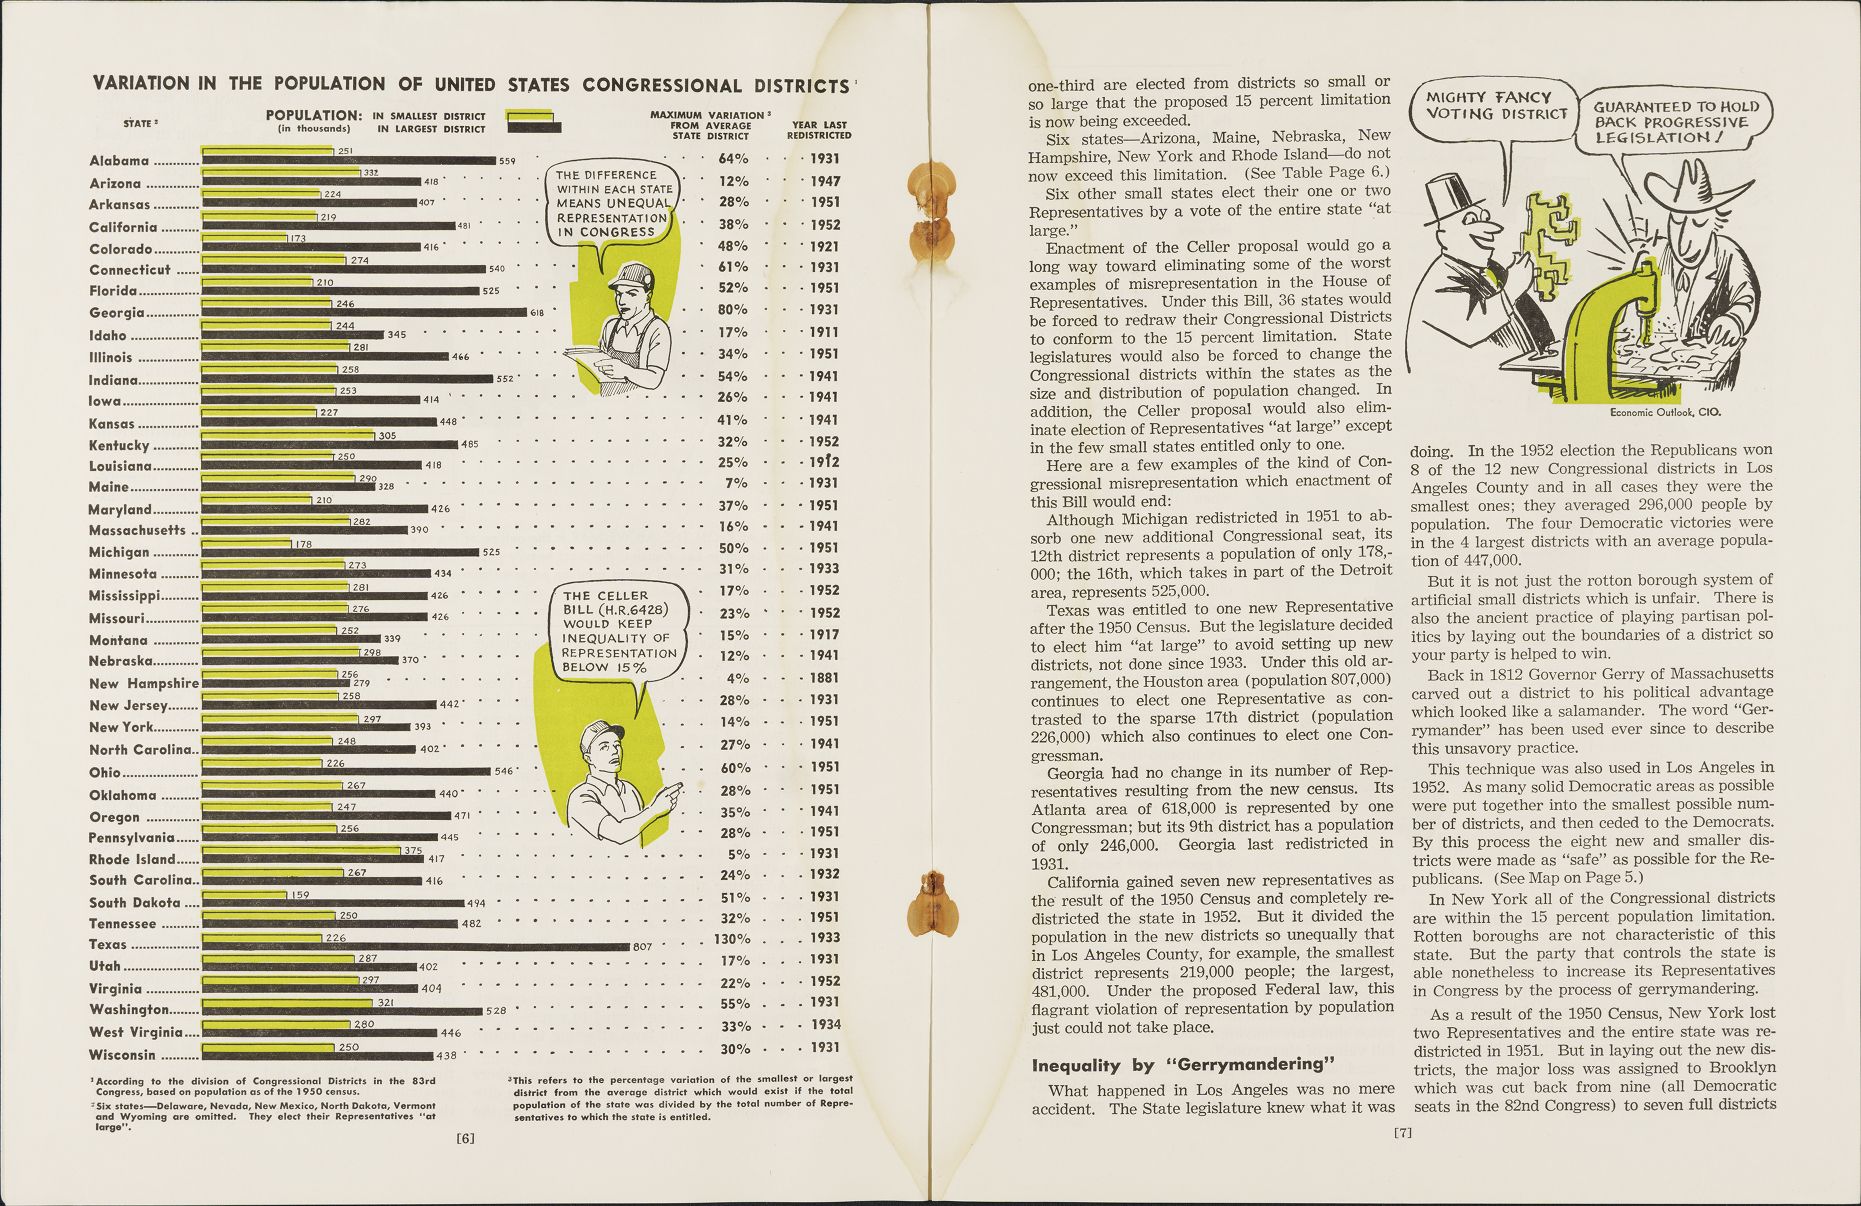 VARIATION IN THE POPULATION OF UNITED STATES CONGRESSIONAL DISTRICTS ¹
STATE ²
POPULATION: IN SMALLEST DISTRICT
(in thousands) IN LARGEST DISTRICT
MAXIMUM VARIATION ³
FROM AVERAGE
STATE DISTRICT
YEAR LAST
REDISTRICTED
Alabama ............ 251 559 64% 1931
Arizona ............. 332 418 12% 1947
Arkansas ........... 224 407 28% 1951
California ......... 219 481 38% 1952
Colorado........... 173 416 48% 1921
Connecticut ...... 274 540 61% 1931
Florida.............. 210 525 52% 1951
Georgia............. 246 618 80% 1931
Idaho ................ 244 345 17% 1911
Illinois .............. 281 466 34% 1951
Indiana.............. 258 552 54% 1941
Iowa.................. 253 414 26% 1941
Kansas .............. 227 448 41% 1941
Kentucky ........... 305 485 32% 1952
Louisiana........... 250 418 25% 1912
Maine................ 290 328 7% 1931
Maryland........... 210 426 37% 1951
Massachusetts .. 282 390 16% 1941
Michigan ........... 178 525 50% 1951
Minnesota ......... 273 434 31% 1933
Mississippi......... 281 426 17% 1952
Missouri............. 276 426 23% 1952
Montana ........... 252 339 15% 1917
Nebraska........... 298 370 12% 1941
New Hampshire 256 279 4% 1881
New Jersey........ 258 442 28% 1931
New York........... 297 393 14% 1951
North Carolina.. 248 402 27% 1941
Ohio.................. 226 546 60% 1951
Oklahoma ......... 267 440 28% 1951
Oregon ............. 247 471 35% 1941
Pennsylvania...... 256 445 28% 1951
Rhode Island...... 375 417 5% 1931
South Carolina.. 267 416 24% 1932
South Dakota .... 159 494 51% 1931
Tennessee ......... 250 482 32% 1951
Texas ................ 226 807 130% 1933
Utah .................. 287 402 17% 1931
Virginia ............. 297 404 22% 1952
Washington........ 321 528 55% 1931
West Virginia.... 280 446 33% 1934
Wisconsin .......... 250 438 30% 1931
THE DIFFERENCE
WITHIN EACH STATE
MEANS UNEQUAL
REPRESENTATION
IN CONGRESS
THE CELLER
BILL (H.R.6428)
WOULD KEEP
INEQUALITY OF
REPRESENTATION
BELOW 15%
¹According to the division of Congressional Districts in the 83rd
Congress, based on population as of the 1950 census.
²Six states—Delaware, Nevada, New Mexico, North Dakota, Vermont
and Wyoming are omitted. They elect their Representatives "at
large".
³This refers to the percentage variation of the smallest or largest
district from the average district which would exist if the total
population of the state was divided by the total number of Repre-
sentatives to which the state is entitled.
[6]
one-third are elected from districts so small or
so large that the proposed 15 percent limitation
is now being exceeded.
Six states—Arizona, Maine, Nebraska, New
Hampshire, New York and Rhode Island—do not
now exceed this limitation. (See Table Page 6.)
Six other small states elect their one or two
Representatives by a vote of the entire state "at
large."
Enactment of the Celler proposal would go a
long way toward eliminating some of the worst
examples of misrepresentation in the House of
Representatives. Under this Bill, 36 states would
be forced to redraw their Congressional Districts
to conform to the 15 percent limitation. State
legislatures would also be forced to change the
Congressional districts within the states as the
size and distribution of population changed. In
addition, the Celler proposal would also elim-
inate election of Representatives "at large" except
in the few small states entitled only to one.
Here are a few examples of the kind of Con-
gressional misrepresentation which enactment of
this Bill would end:
Although Michigan redistricted in 1951 to ab-
sorb one new additional Congressional seat, its
12th district represents a population of only 178,-
000; the 16th, which takes in part of the Detroit
area, represents 525,000.
Texas was entitled to one new Representative
after the 1950 Census. But the legislature decided
to elect him "at large" to avoid setting up new
districts, not done since 1933. Under this old ar-
rangement, the Houston area (population 807,000)
continues to elect one Representative as con-
trasted to the sparse 17th district (population
226,000) which also continues to elect one Con-
gressman.
Georgia had no change in its number of Rep-
resentatives resulting from the new census. Its
Atlanta area of 618,000 is represented by one
Congressman; but its 9th district has a population
of only 246,000. Georgia last redistricted in
1931.
California gained seven new representatives as
the result of the 1950 Census and completely re-
districted the state in 1952. But it divided the
population in the new districts so unequally that
in Los Angeles County, for example, the smallest
district represents 219,000 people; the largest,
481,000. Under the proposed Federal law, this
flagrant violation of representation by population
just could not take place.
Inequality by "Gerrymandering"
What happened in Los Angeles was no mere
accident. The State legislature knew what it was
MIGHTY FANCY
VOTING DISTRICT
GUARANTEED TO HOLD
BACK PROGRESSIVE
LEGISLATION!
Economic Outlook, CIO.
doing. In the 1952 election the Republicans won
8 of the 12 new Congressional districts in Los
Angeles County and in all cases they were the
smallest ones; they averaged 296,000 people by
population. The four Democratic victories were
in the 4 largest districts with an average popula-
tion of 447,000.
But it is not just the rotton borough system of
artificial small districts which is unfair. There is
also the ancient practice of playing partisan pol-
itics by laying out the boundaries of a district so
your party is helped to win.
Back in 1812 Governor Gerry of Massachusetts
carved out a district to his political advantage
which looked like a salamander. The word "Ger-
rymander" has been used ever since to describe
this unsavory practice.
This technique was also used in Los Angeles in
1952. As many solid Democratic areas as possible
were put together into the smallest possible num-
ber of districts, and then ceded to the Democrats.
By this process the eight new and smaller dis-
tricts were made as "safe" as possible for the Re-
publicans. (See Map on Page 5.)
In New York all of the Congressional districts
are within the 15 percent population limitation.
Rotten boroughs are not characteristic of this
state. But the party that controls the state is
able nonetheless to increase its Representatives
in Congress by the process of gerrymandering.
As a result of the 1950 Census, New York lost
two Representatives and the entire state was re-
districted in 1951. But in laying out the new dis-
tricts, the major loss was assigned to Brooklyn
which was cut back from nine (all Democratic
seats in the 82nd Congress) to seven full districts
[7]